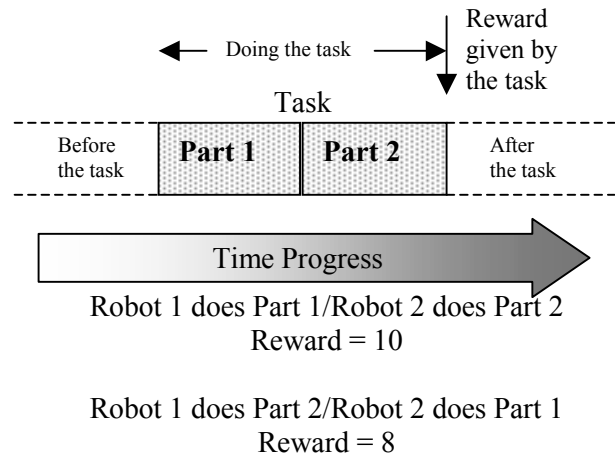 Doing the task
Reward
given by
the task
Task
Before
the task
Part 1
Part 2
After
the task
Time Progress
Robot 1 does Part 1/Robot 2 does Part 2
Reward = 10
Robot 1 does Part 2/Robot 2 does Part 1
Reward = 8